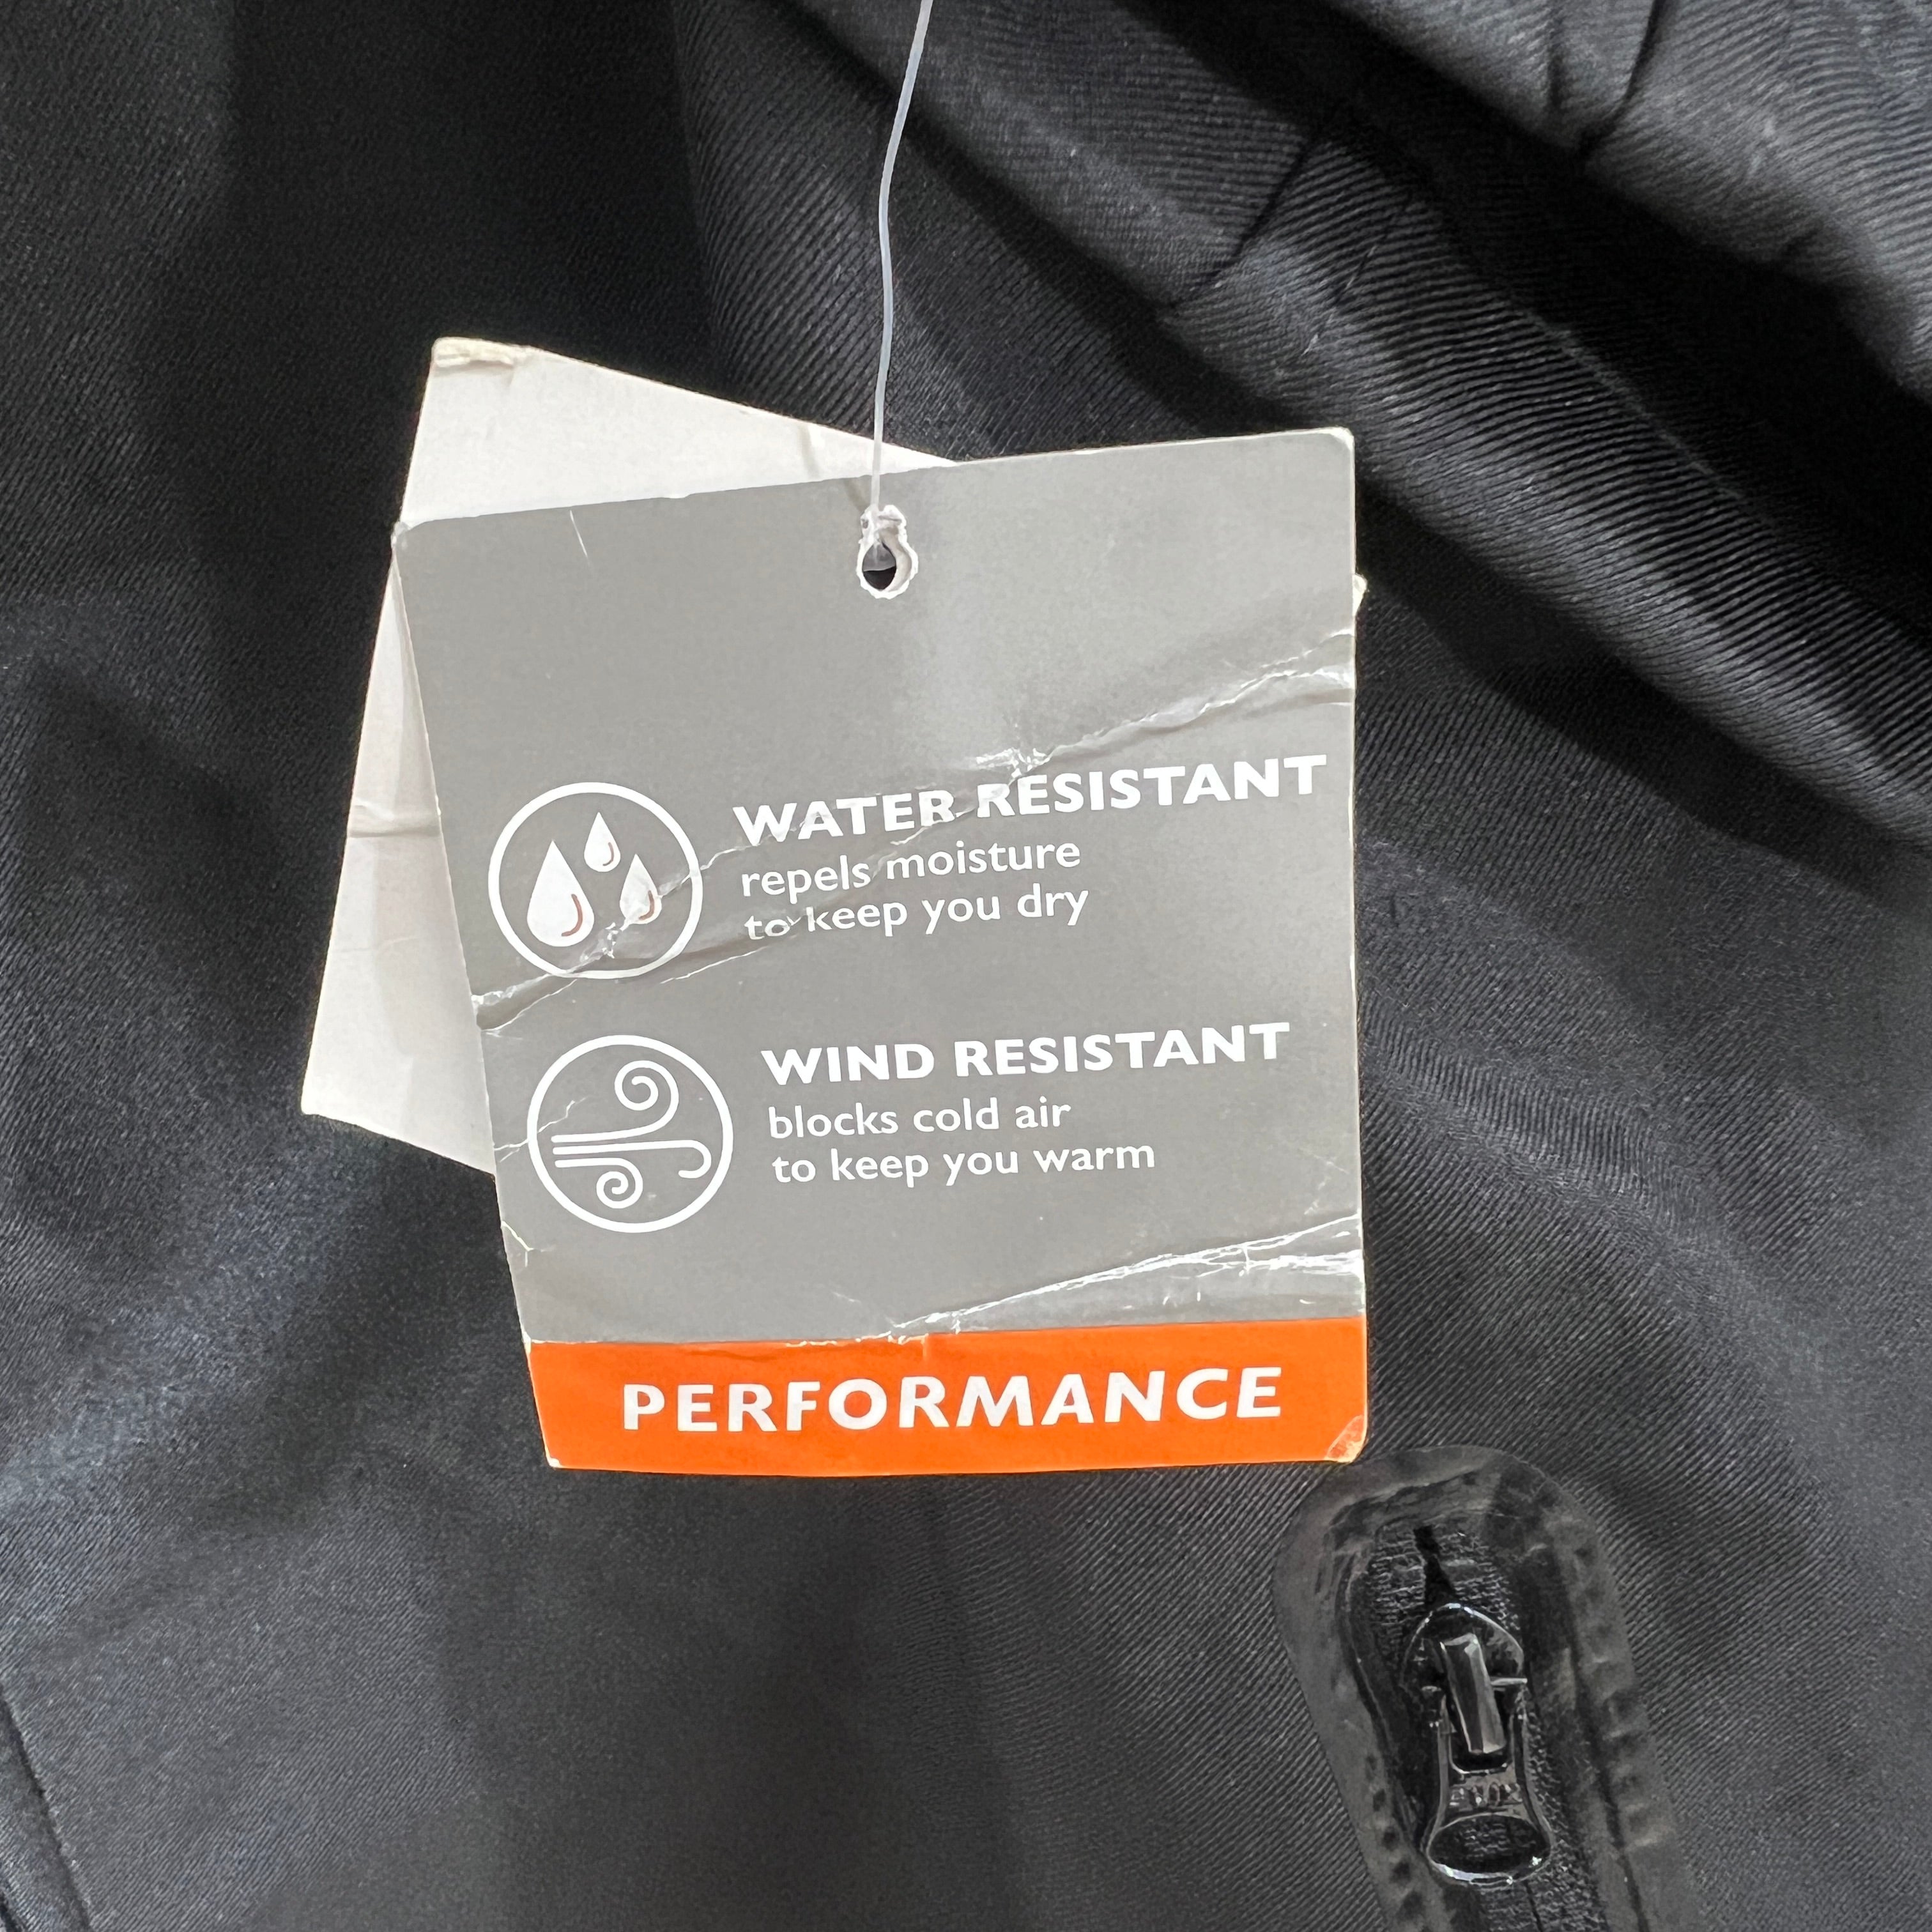 WATER RESISTANT
repels moisture
to keep you dry
WIND RESISTANT
blocks cold air
to keep you warm
PERFORMANCE